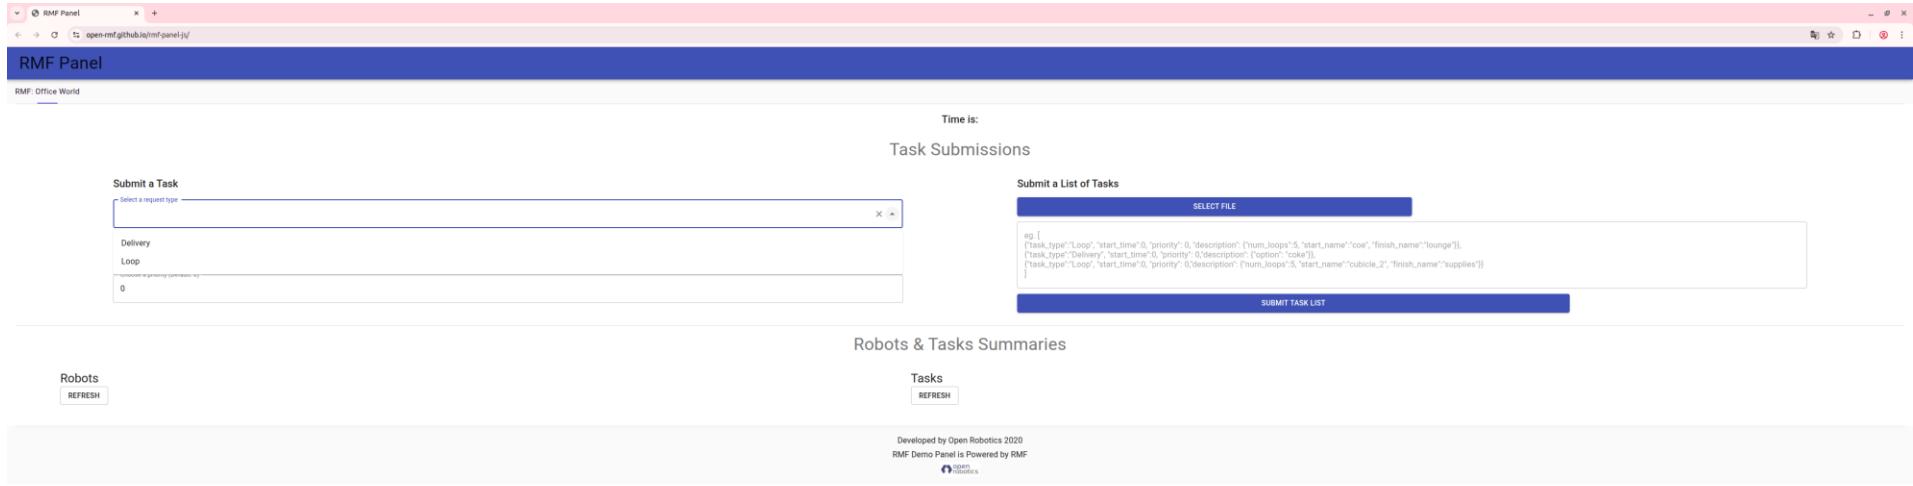 RMF Panel
open-rmf.github.io/rmf-panel-js/
RMF Panel
RMF: Office World
Time is:
Task Submissions
Submit a Task
Select a request type
Delivery
Loop
Choose a priority (Default: 0)
0
Submit a List of Tasks
SELECT FILE
eg. [
{"task_type":"Loop", "start_time":0, "priority": 0, "description": {"num_loops":5, "start_name":"coe", "finish_name":"lounge"}},
{"task_type":"Delivery", "start_time":0, "priority": 0,"description": {"option": "coke"}},
{"task_type":"Loop", "start_time":0, "priority": 0,"description": {"num_loops":5, "start_name":"cubicle_2", "finish_name":"supplies"}}
]
SUBMIT TASK LIST
Robots & Tasks Summaries
Robots
REFRESH
Tasks
REFRESH
Developed by Open Robotics 2020
RMF Demo Panel is Powered by RMF
open
robotics